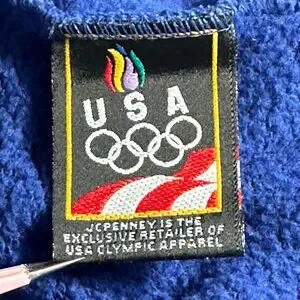 USA
JCPENNEY IS THE
EXCLUSIVE RETAILER OF
USA OLYMPIC APPAREL